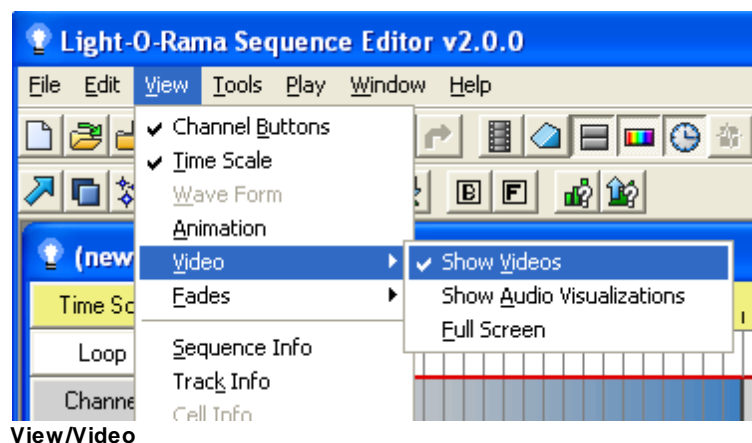 Light-O-Rama Sequence Editor v2.0.0
File Edit View Tools Play Window Help
Channel Buttons
Time Scale
Wave Form
B F
Animation
(new
Video
Show Videos
Time Sc
Fades
Show Audio Visualizations
Full Screen
Loop
Sequence Info
Track Info
Channe
Cell Info
View/Video